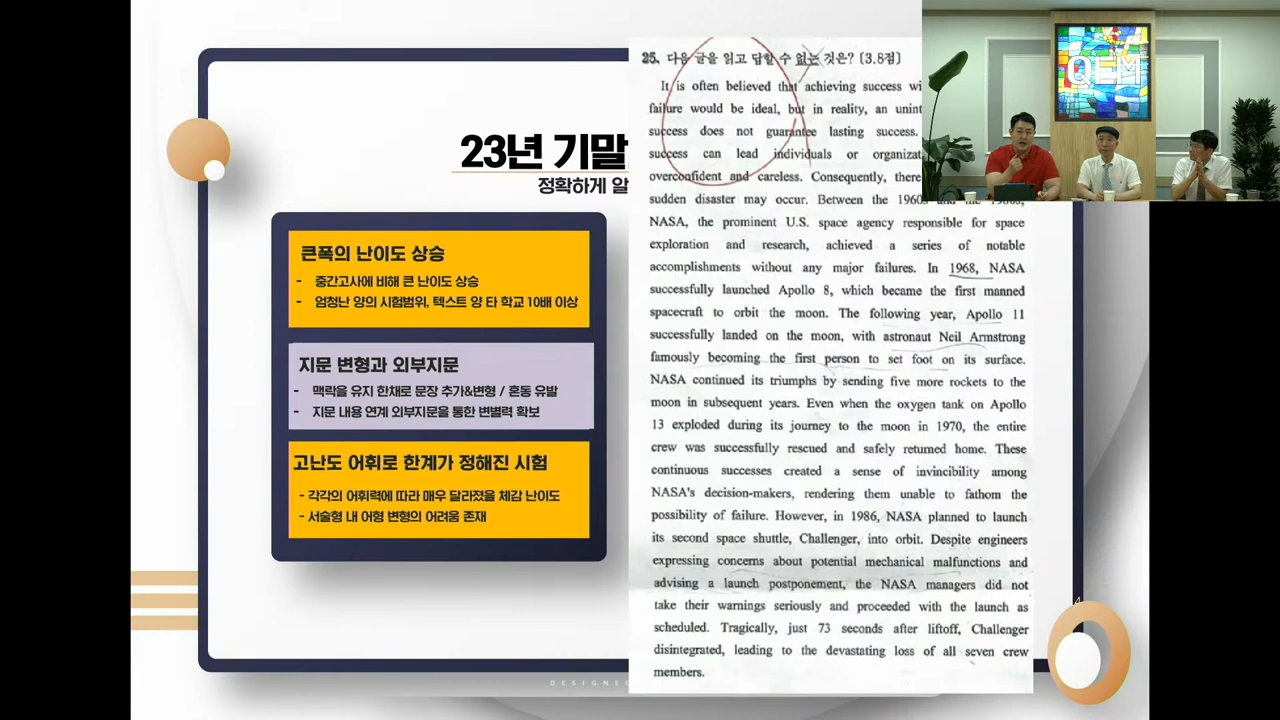 23년 기말
정확하게 알
큰폭의 난이도 상승
- 중간고사에 비해 큰 난이도 상승
- 엄청난 양의 시험범위, 텍스트 양 타 학교 10배 이상
지문 변형과 외부지문
- 맥락을 유지 한채로 문장 추가&변형 / 혼동 유발
- 지문 내용 연계 외부지문을 통한 변별력 확보
고난도 어휘로 한계가 정해진 시험
- 각각의 어휘력에 따라 매우 달라졌을 체감 난이도
- 서술형 내 어형 변형의 어려움 존재
25. 다음 글을 읽고 답할 수 없는 것은? [3.8점]
It is often believed that achieving success wi
failure would be ideal, but in reality, an unint
success does not guarantee lasting success.
success can lead individuals or organizat
overconfident and careless. Consequently, there
sudden disaster may occur. Between the 1960s and the 1980s,
NASA, the prominent U.S. space agency responsible for space
exploration and research, achieved a series of notable
accomplishments without any major failures. In 1968, NASA
successfully launched Apollo 8, which became the first manned
spacecraft to orbit the moon. The following year, Apollo 11
successfully landed on the moon, with astronaut Neil Armstrong
famously becoming the first person to set foot on its surface.
NASA continued its triumphs by sending five more rockets to the
moon in subsequent years. Even when the oxygen tank on Apollo
13 exploded during its journey to the moon in 1970, the entire
crew was successfully rescued and safely returned home. These
continuous successes created a sense of invincibility among
NASA's decision-makers, rendering them unable to fathom the
possibility of failure. However, in 1986, NASA planned to launch
its second space shuttle, Challenger, into orbit. Despite engineers
expressing concerns about potential mechanical malfunctions and
advising a launch postponement, the NASA managers did not
take their warnings seriously and proceeded with the launch as
scheduled. Tragically, just 73 seconds after liftoff, Challenger
disintegrated, leading to the devastating loss of all seven crew
members.
QEM
4
DESIGNED